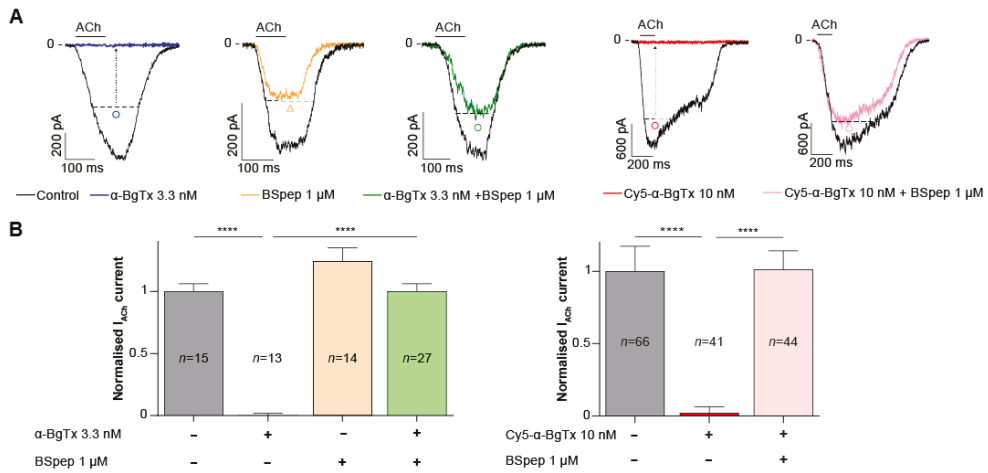 A
ACh
ACh
ACh
ACh
ACh
0
0
0
0
0
200 pA
100 ms
200 pA
100 ms
200 pA
100 ms
600 pA
200 ms
600 pA
200 ms
Control
α-BgTx 3.3 nM
BSpep 1 µM
α-BgTx 3.3 nM +BSpep 1 µM
Cy5-α-BgTx 10 nM
Cy5-α-BgTx 10 nM + BSpep 1 µM
B
Normalised IACh current
1
0.5
0
**** ****
n=15 n=13 n=14 n=27
α-BgTx 3.3 nM – + – +
BSpep 1 µM – – + +
Normalised IACh current
1
0.5
0
**** ****
n=66 n=41 n=44
Cy5-α-BgTx 10 nM – + +
BSpep 1 µM – – +